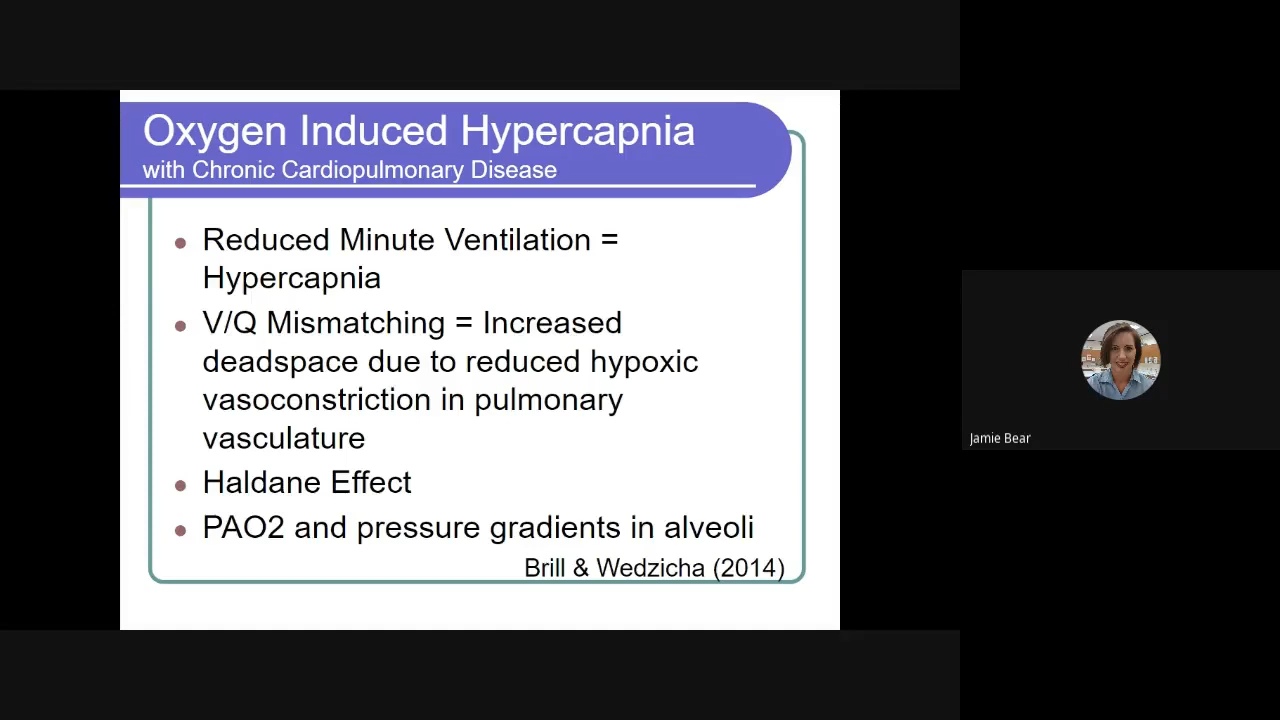 Oxygen Induced Hypercapnia
with Chronic Cardiopulmonary Disease
Reduced Minute Ventilation =
Hypercapnia
V/Q Mismatching = Increased
deadspace due to reduced hypoxic
vasoconstriction in pulmonary
vasculature
Haldane Effect
PAO2 and pressure gradients in alveoli
Brill & Wedzicha (2014)
Jamie Bear